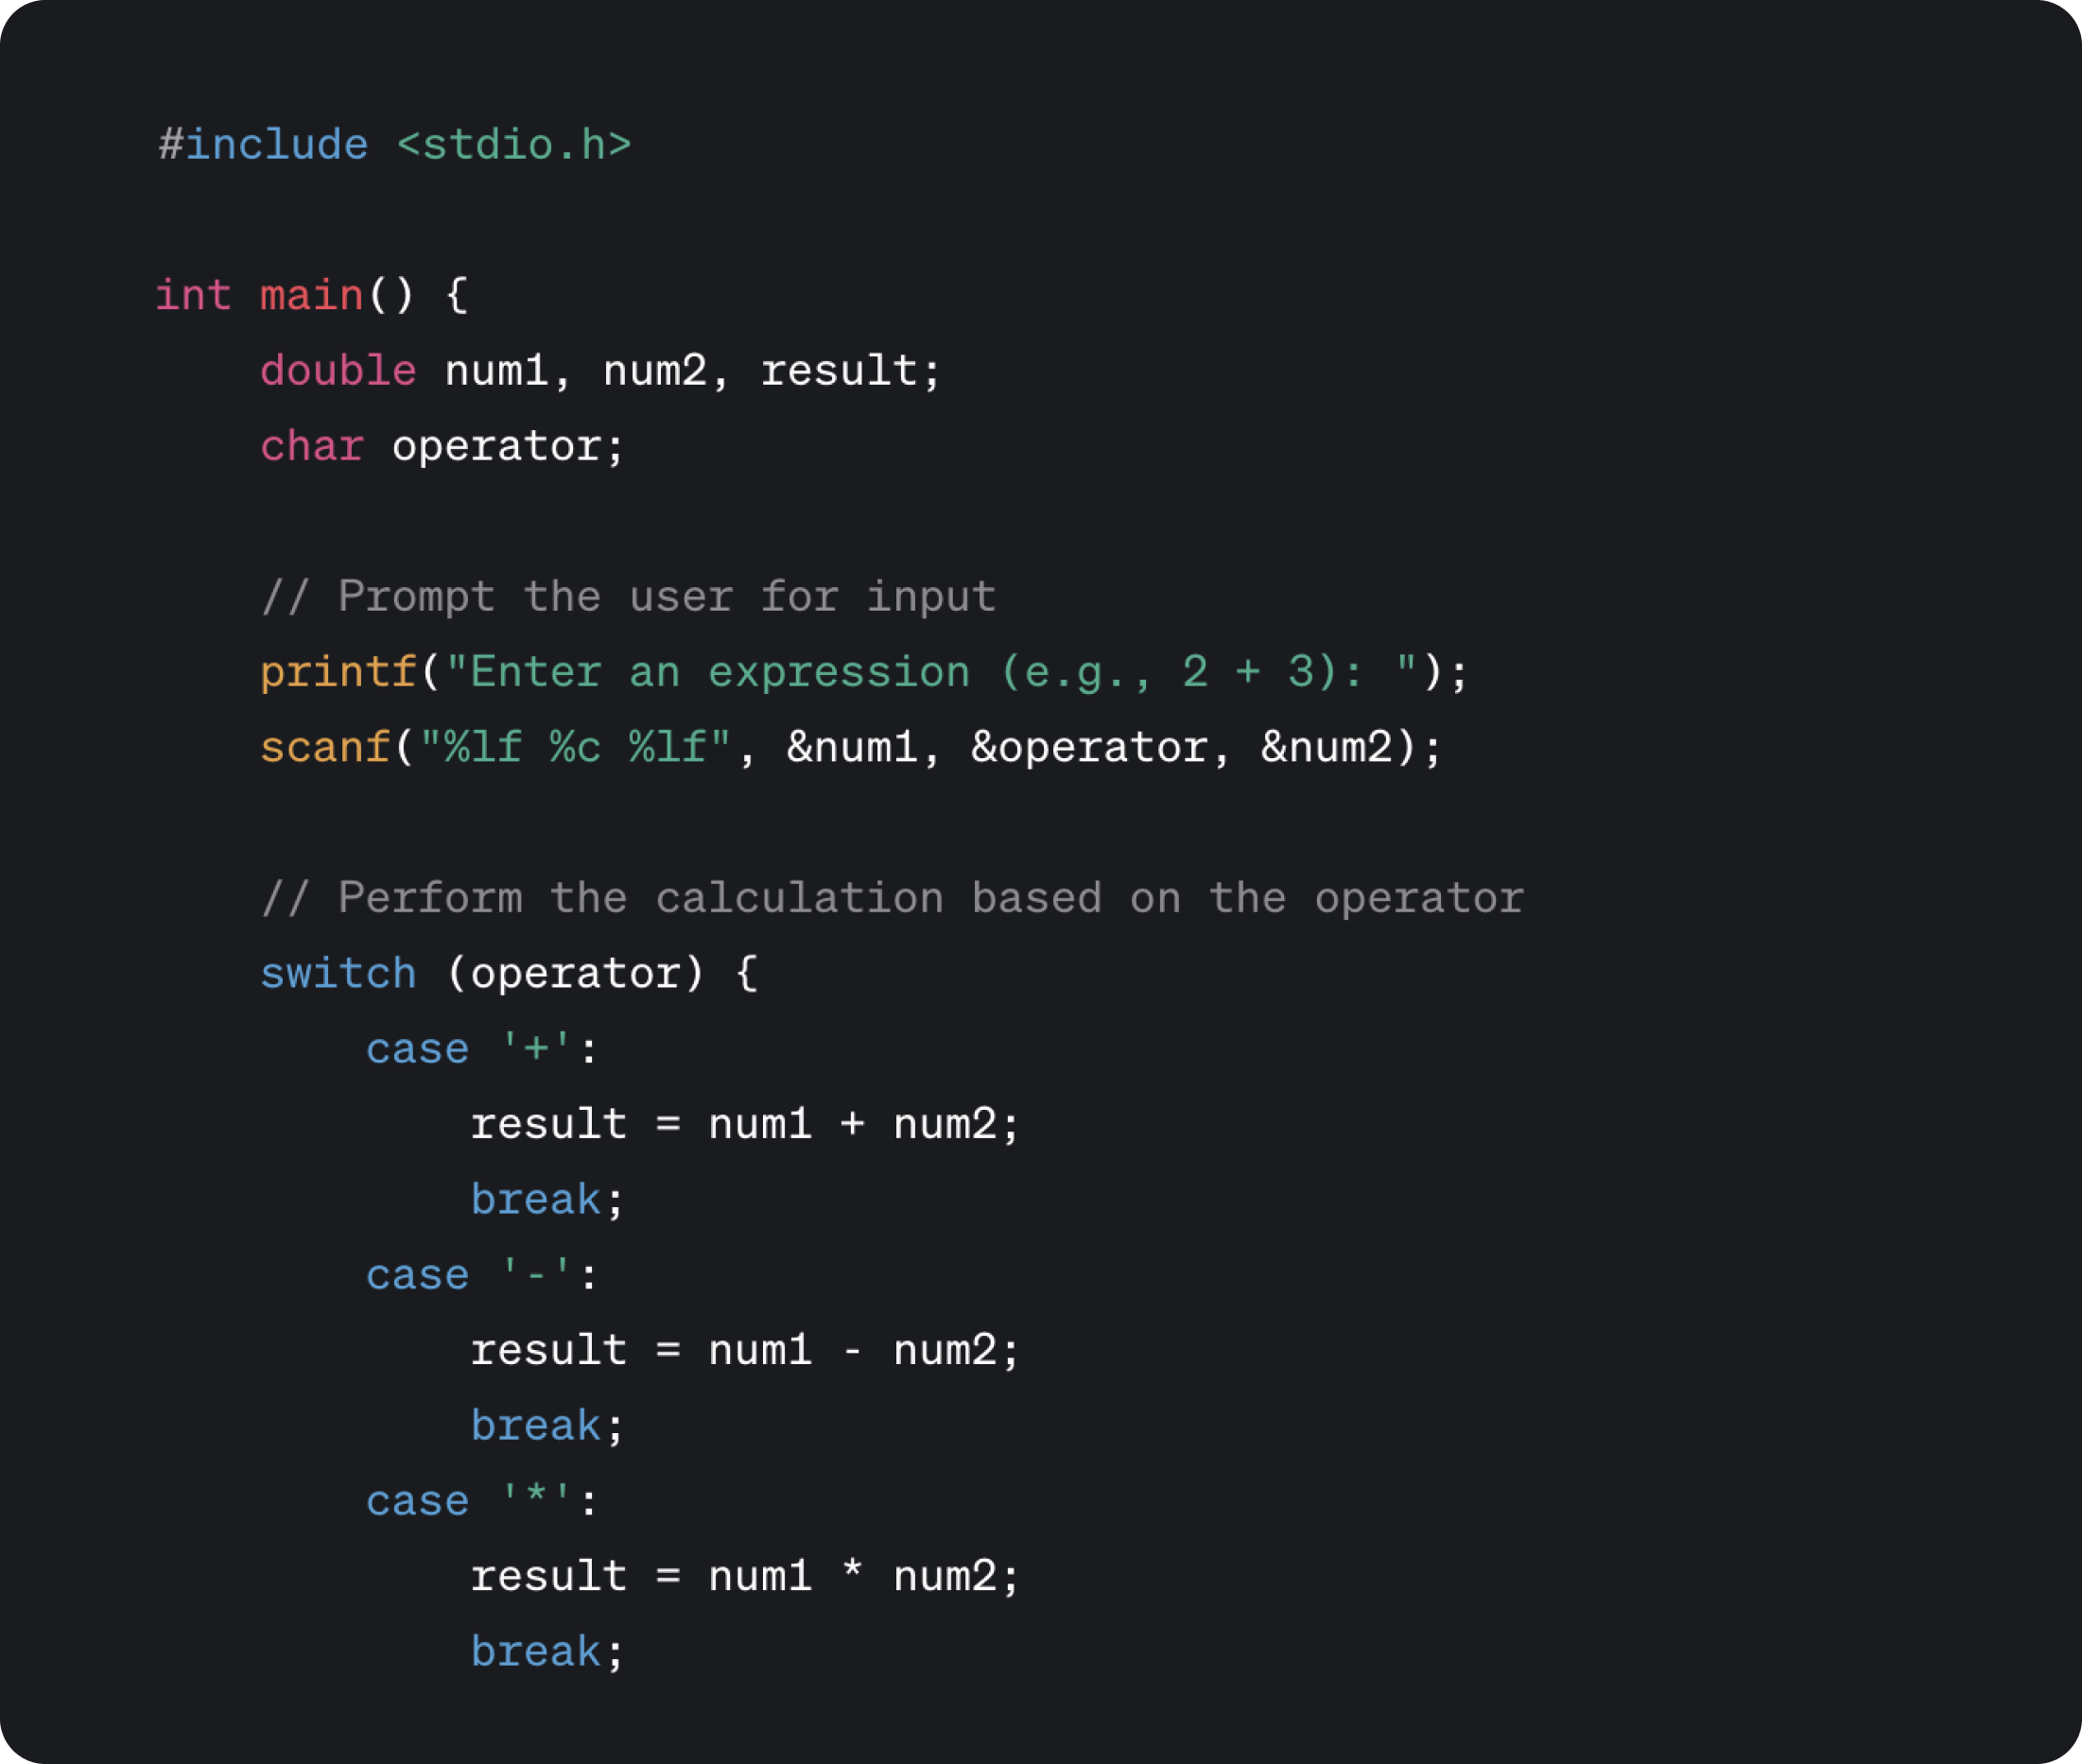 #include <stdio.h>

int main() {
    double num1, num2, result;
    char operator;

    // Prompt the user for input
    printf("Enter an expression (e.g., 2 + 3): ");
    scanf("%lf %c %lf", &num1, &operator, &num2);

    // Perform the calculation based on the operator
    switch (operator) {
        case '+':
            result = num1 + num2;
            break;
        case '-':
            result = num1 - num2;
            break;
        case '*':
            result = num1 * num2;
            break;